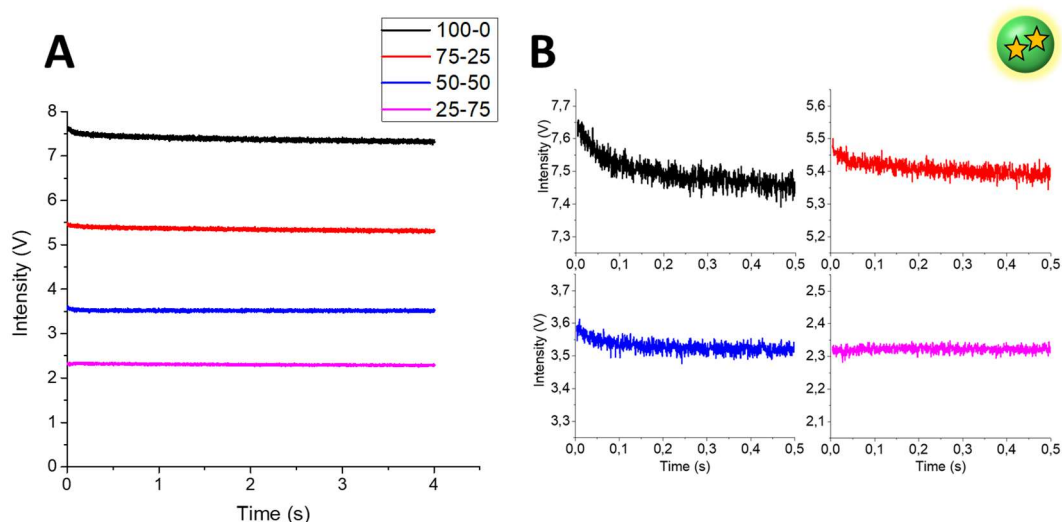 A
100-0
75-25
50-50
25-75
8
7
6
5
4
3
2
1
0
0 1 2 3 4
Intensity (V)
Time (s)
B
7,7
7,6
7,5
7,4
7,3
Intensity (V)
0,0 0,1 0,2 0,3 0,4 0,5
5,6
5,5
5,4
5,3
5,2
0,0 0,1 0,2 0,3 0,4 0,5
3,7
3,6
3,5
3,4
3,3
Intensity (V)
0,0 0,1 0,2 0,3 0,4 0,5
Time (s)
2,5
2,4
2,3
2,2
2,1
0,0 0,1 0,2 0,3 0,4 0,5
Time (s)